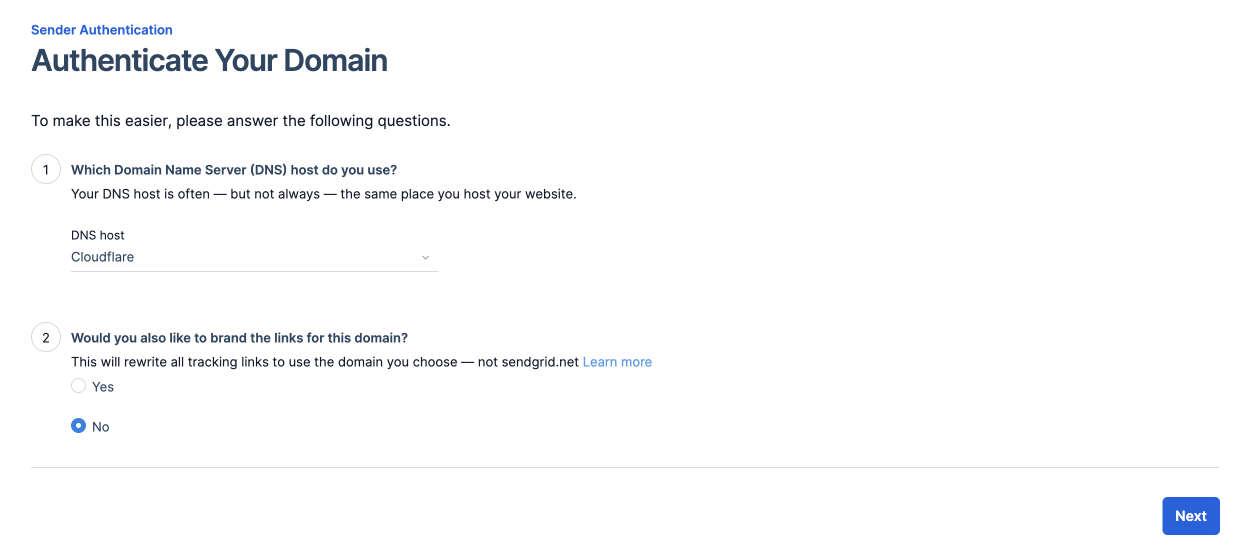 Sender Authentication
Authenticate Your Domain
To make this easier, please answer the following questions.
1 Which Domain Name Server (DNS) host do you use?
Your DNS host is often — but not always — the same place you host your website.
DNS host
Cloudflare
2 Would you also like to brand the links for this domain?
This will rewrite all tracking links to use the domain you choose — not sendgrid.net Learn more
Yes
No
Next